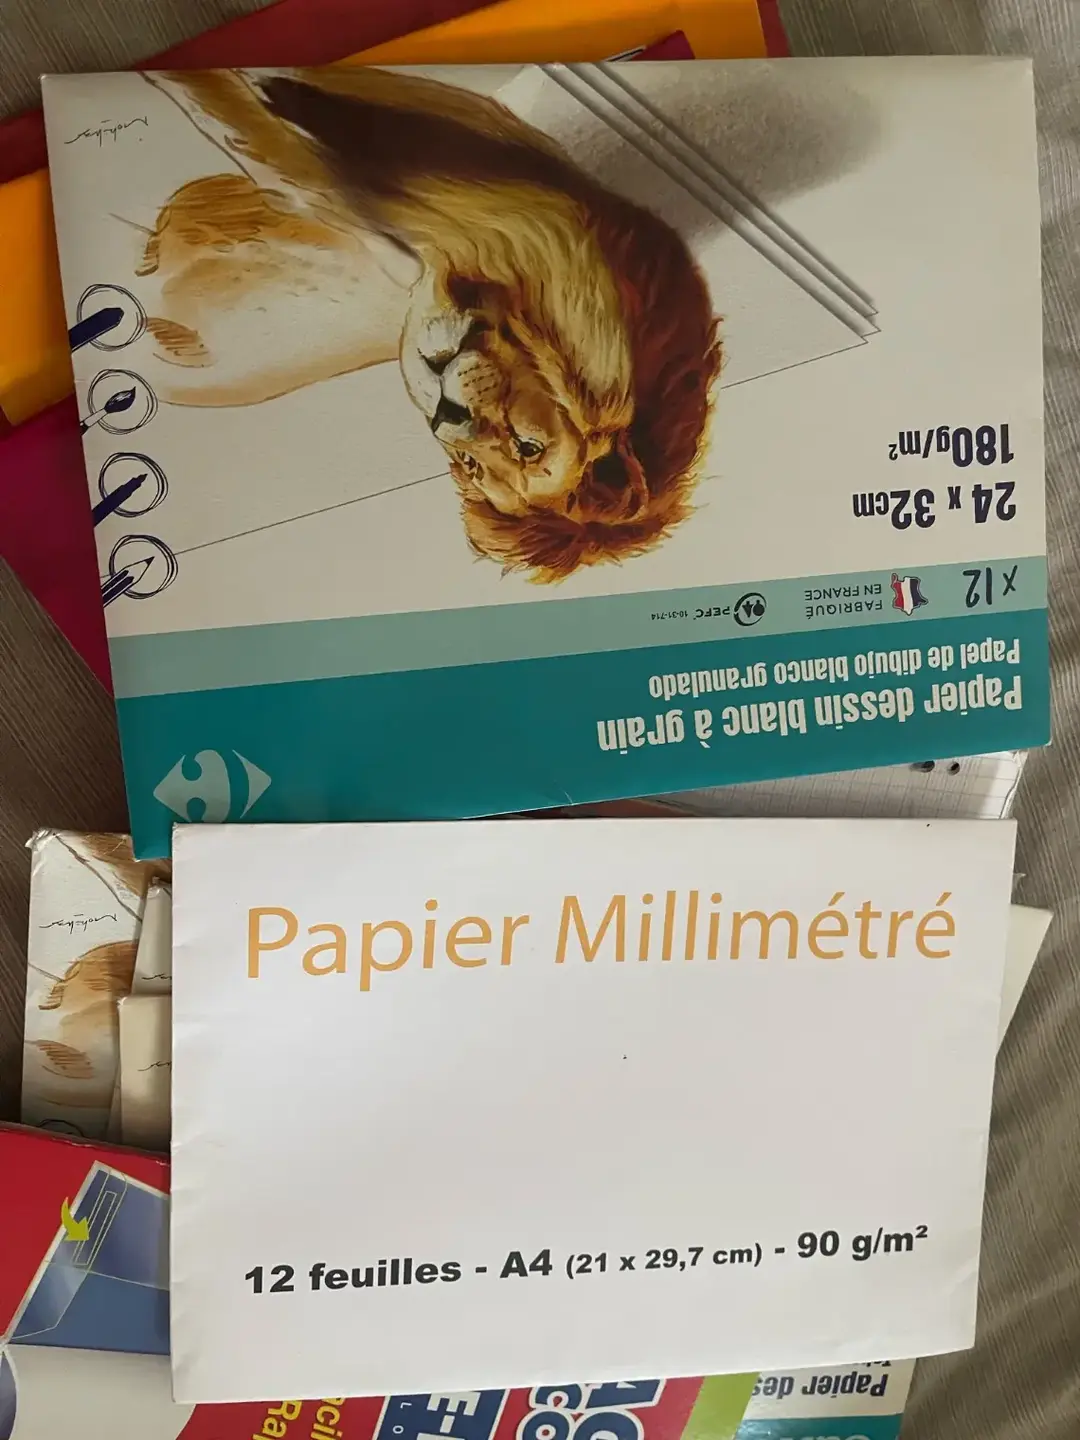 Papier dessin blanc à grain
Papel de dibujo blanco granulado
x12
FABRIQUÉ
EN FRANCE
PEFC 10-31-714
24 x 32cm
180g/m²
Papier Millimétré
12 feuilles - A4 (21 x 29,7 cm) - 90 g/m²
Papier des